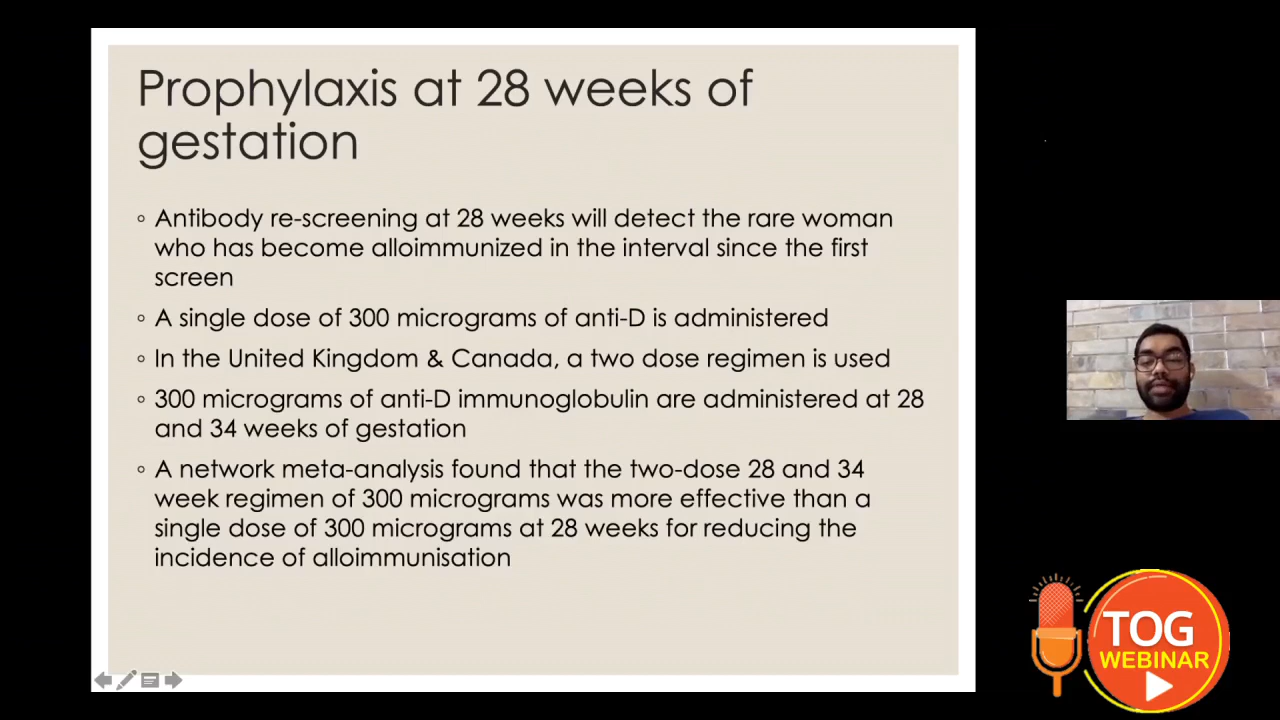 Prophylaxis at 28 weeks of
gestation
◦ Antibody re-screening at 28 weeks will detect the rare woman
who has become alloimmunized in the interval since the first
screen
◦ A single dose of 300 micrograms of anti-D is administered
◦ In the United Kingdom & Canada, a two dose regimen is used
◦ 300 micrograms of anti-D immunoglobulin are administered at 28
and 34 weeks of gestation
◦ A network meta-analysis found that the two-dose 28 and 34
week regimen of 300 micrograms was more effective than a
single dose of 300 micrograms at 28 weeks for reducing the
incidence of alloimmunisation
TOG
WEBINAR